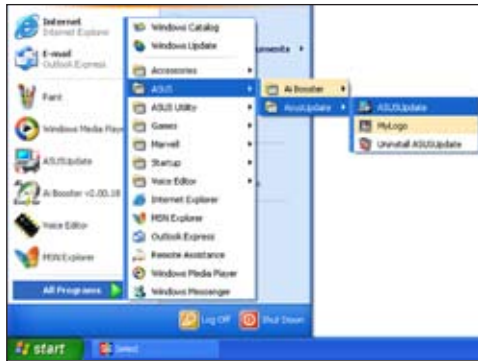 Internet
Internet Explorer
E-mail
Outlook Express
Paint
Windows Media Play
ASUSUpdate
Ai Booster v2.00.18
Voice Editor
MSN Explorer
All Programs
Windows Catalog
Windows Update
Accessories
ASUS
ASUS Utility
Games
Marvell
Startup
Voice Editor
Internet Explorer
MSN Explorer
Outlook Express
Remote Assistance
Windows Media Player
Windows Messenger
uments
Ai Booster
AsusUpdate
ASUSUpdate
MyLogo
Uninstall ASUSUpdate
Log Off
Shut Down
start